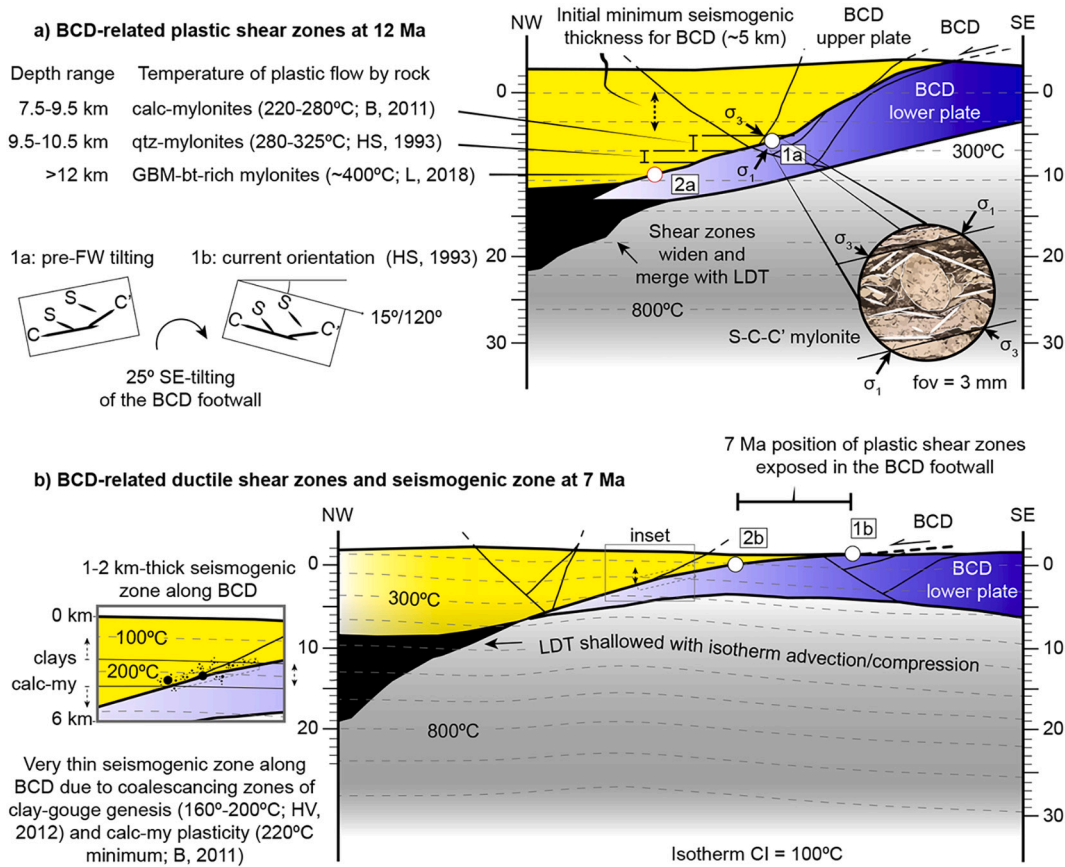 a) BCD-related plastic shear zones at 12 Ma
Depth range
Temperature of plastic flow by rock
7.5-9.5 km
calc-mylonites (220-280ºC; B, 2011)
9.5-10.5 km
qtz-mylonites (280-325ºC; HS, 1993)
>12 km
GBM-bt-rich mylonites (~400ºC; L, 2018)
1a: pre-FW tilting
1b: current orientation (HS, 1993)
S
S
C
C'
S
S
C
C'
15º/120º
25º SE-tilting
of the BCD footwall
NW
Initial minimum seismogenic
thickness for BCD (~5 km)
BCD
upper plate
BCD
SE
0
10
20
30
0
10
20
30
BCD
lower plate
σ3
σ1
1a
2a
300ºC
Shear zones
widen and
merge with LDT
800ºC
σ1
σ3
S-C-C' mylonite
σ3
σ1
fov = 3 mm
7 Ma position of plastic shear zones
exposed in the BCD footwall
b) BCD-related ductile shear zones and seismogenic zone at 7 Ma
NW
inset
2b
1b
BCD
SE
0
10
20
0
10
20
30
BCD
lower plate
300ºC
LDT shallowed with isotherm advection/compression
800ºC
1-2 km-thick seismogenic
zone along BCD
0 km
100ºC
clays
200ºC
calc-my
6 km
Very thin seismogenic zone along
BCD due to coalescancing zones of
clay-gouge genesis (160º-200ºC; HV,
2012) and calc-my plasticity (220ºC
minimum; B, 2011)
Isotherm CI = 100ºC